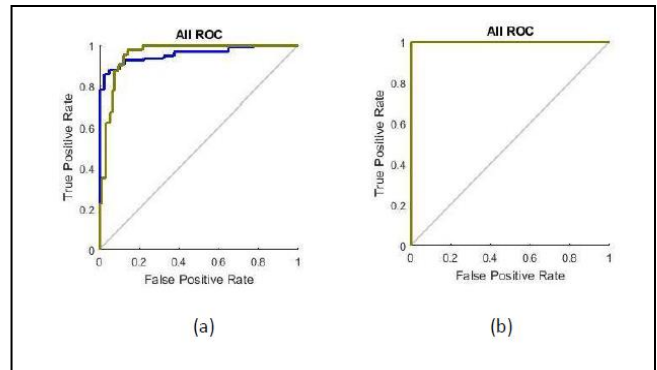 All ROC
1
0.8
0.6
0.4
0.2
0
True Positive Rate
0 0.2 0.4 0.6 0.8 1
False Positive Rate
(a)
All ROC
1
0.8
0.6
0.4
0.2
0
True Positive Rate
0 0.2 0.4 0.6 0.8 1
False Positive Rate
(b)